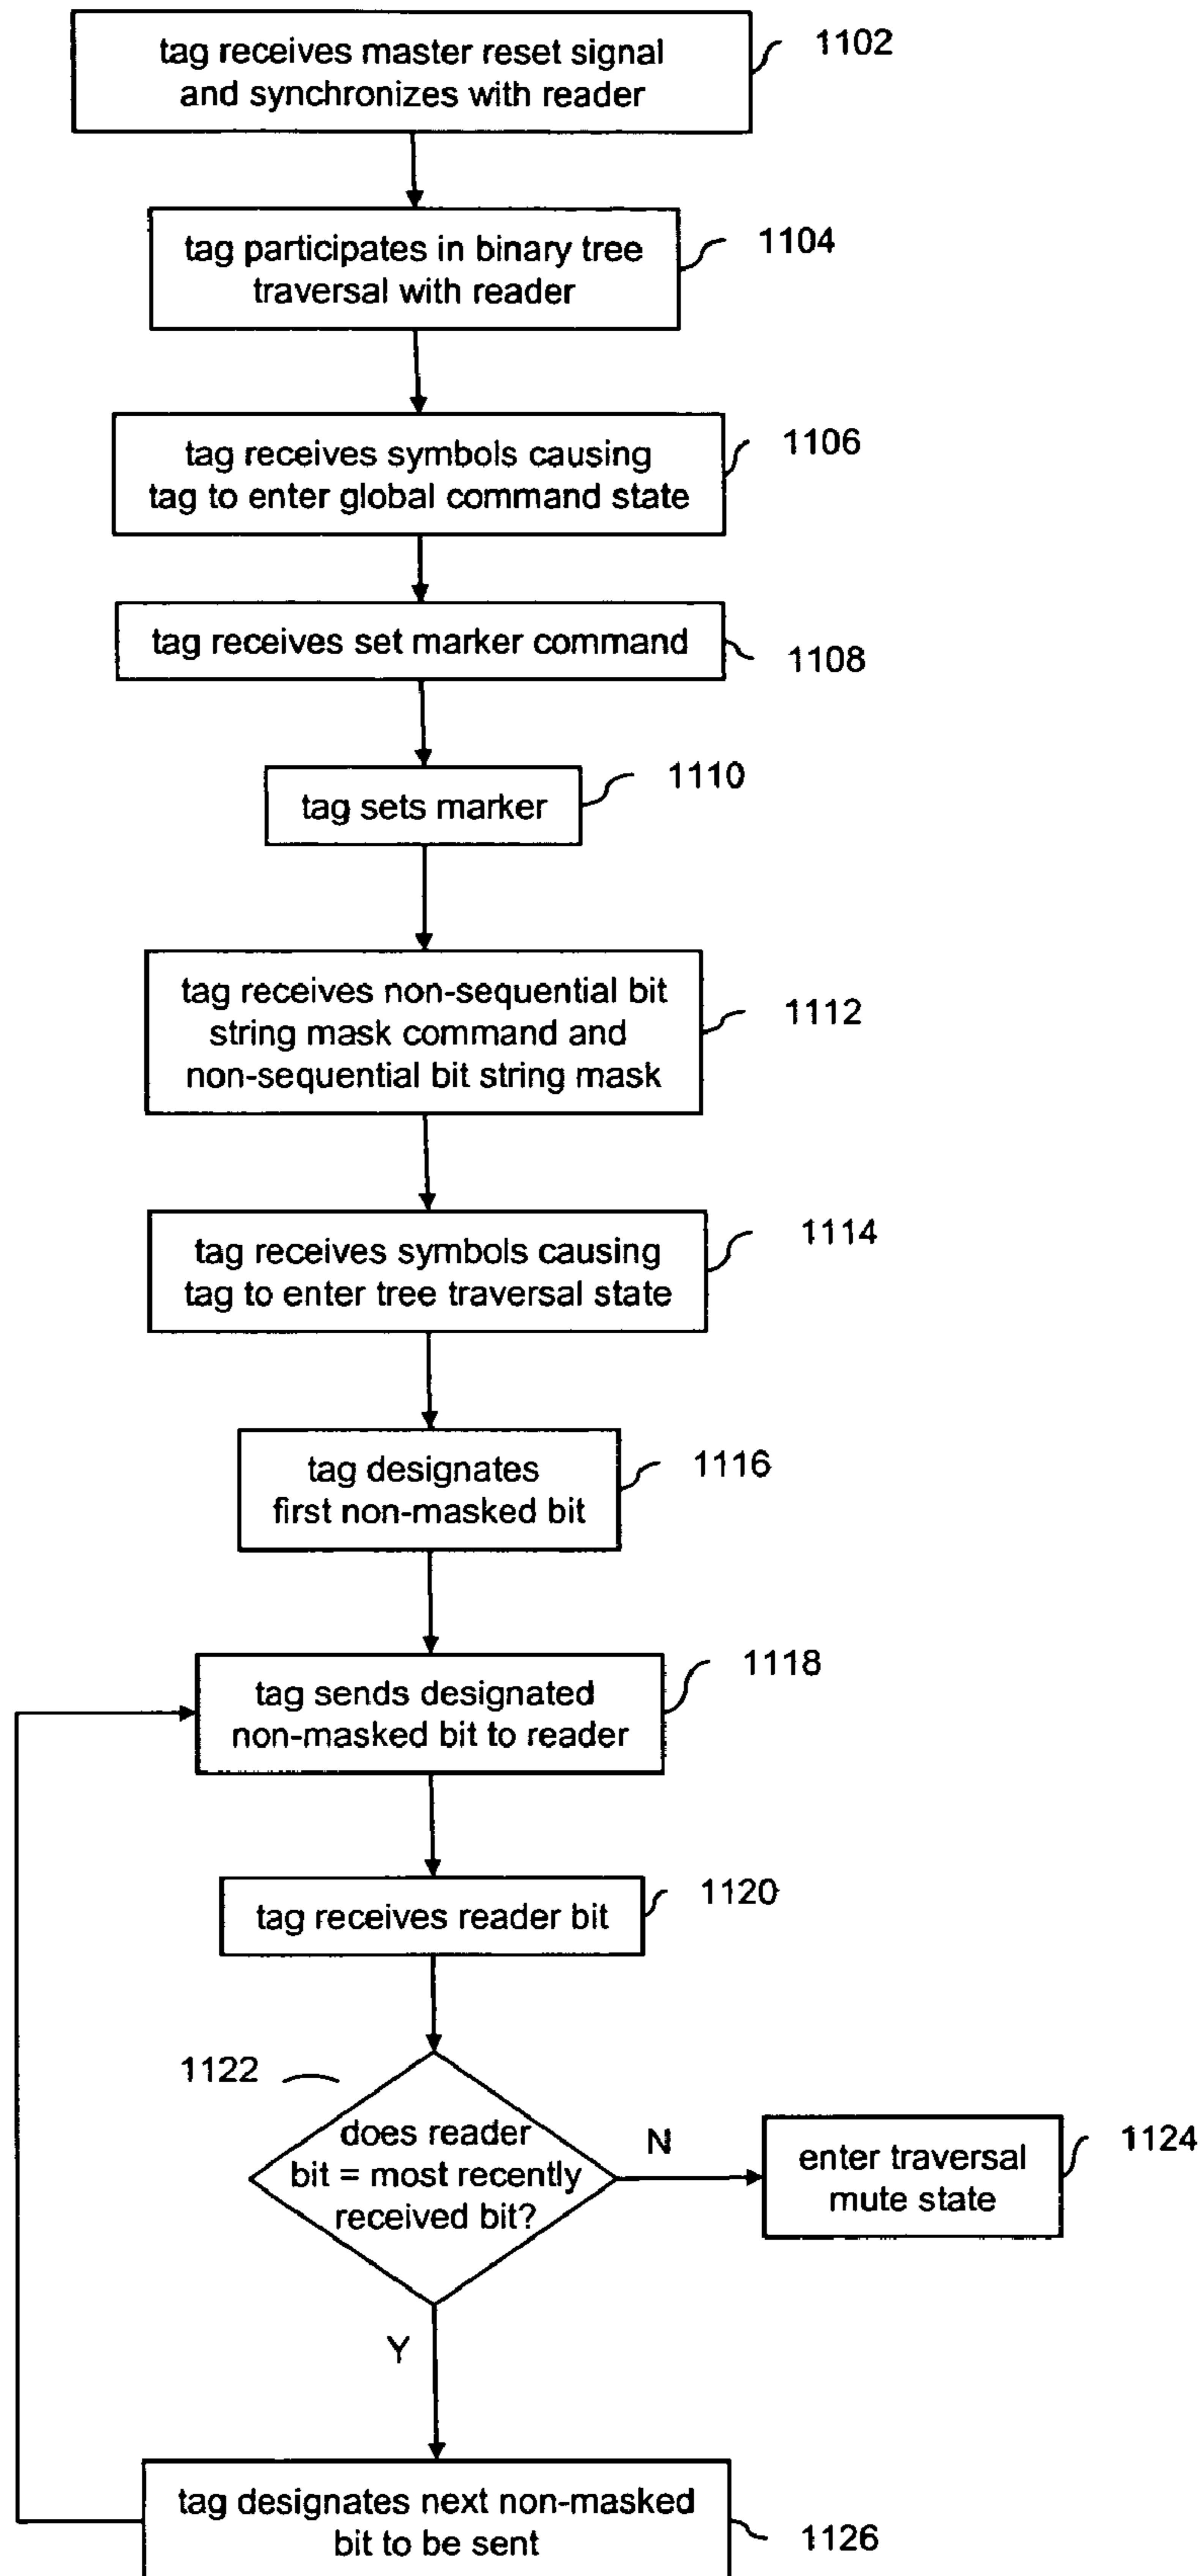 tag receives master reset signal
and synchronizes with reader
1102
tag participates in binary tree
traversal with reader
1104
tag receives symbols causing
tag to enter global command state
1106
tag receives set marker command
1108
tag sets marker
1110
tag receives non-sequential bit
string mask command and
non-sequential bit string mask
1112
tag receives symbols causing
tag to enter tree traversal state
1114
tag designates
first non-masked bit
1116
tag sends designated
non-masked bit to reader
1118
tag receives reader bit
1120
1122
does reader
bit = most recently
received bit?
N
enter traversal
mute state
1124
Y
tag designates next non-masked
bit to be sent
1126